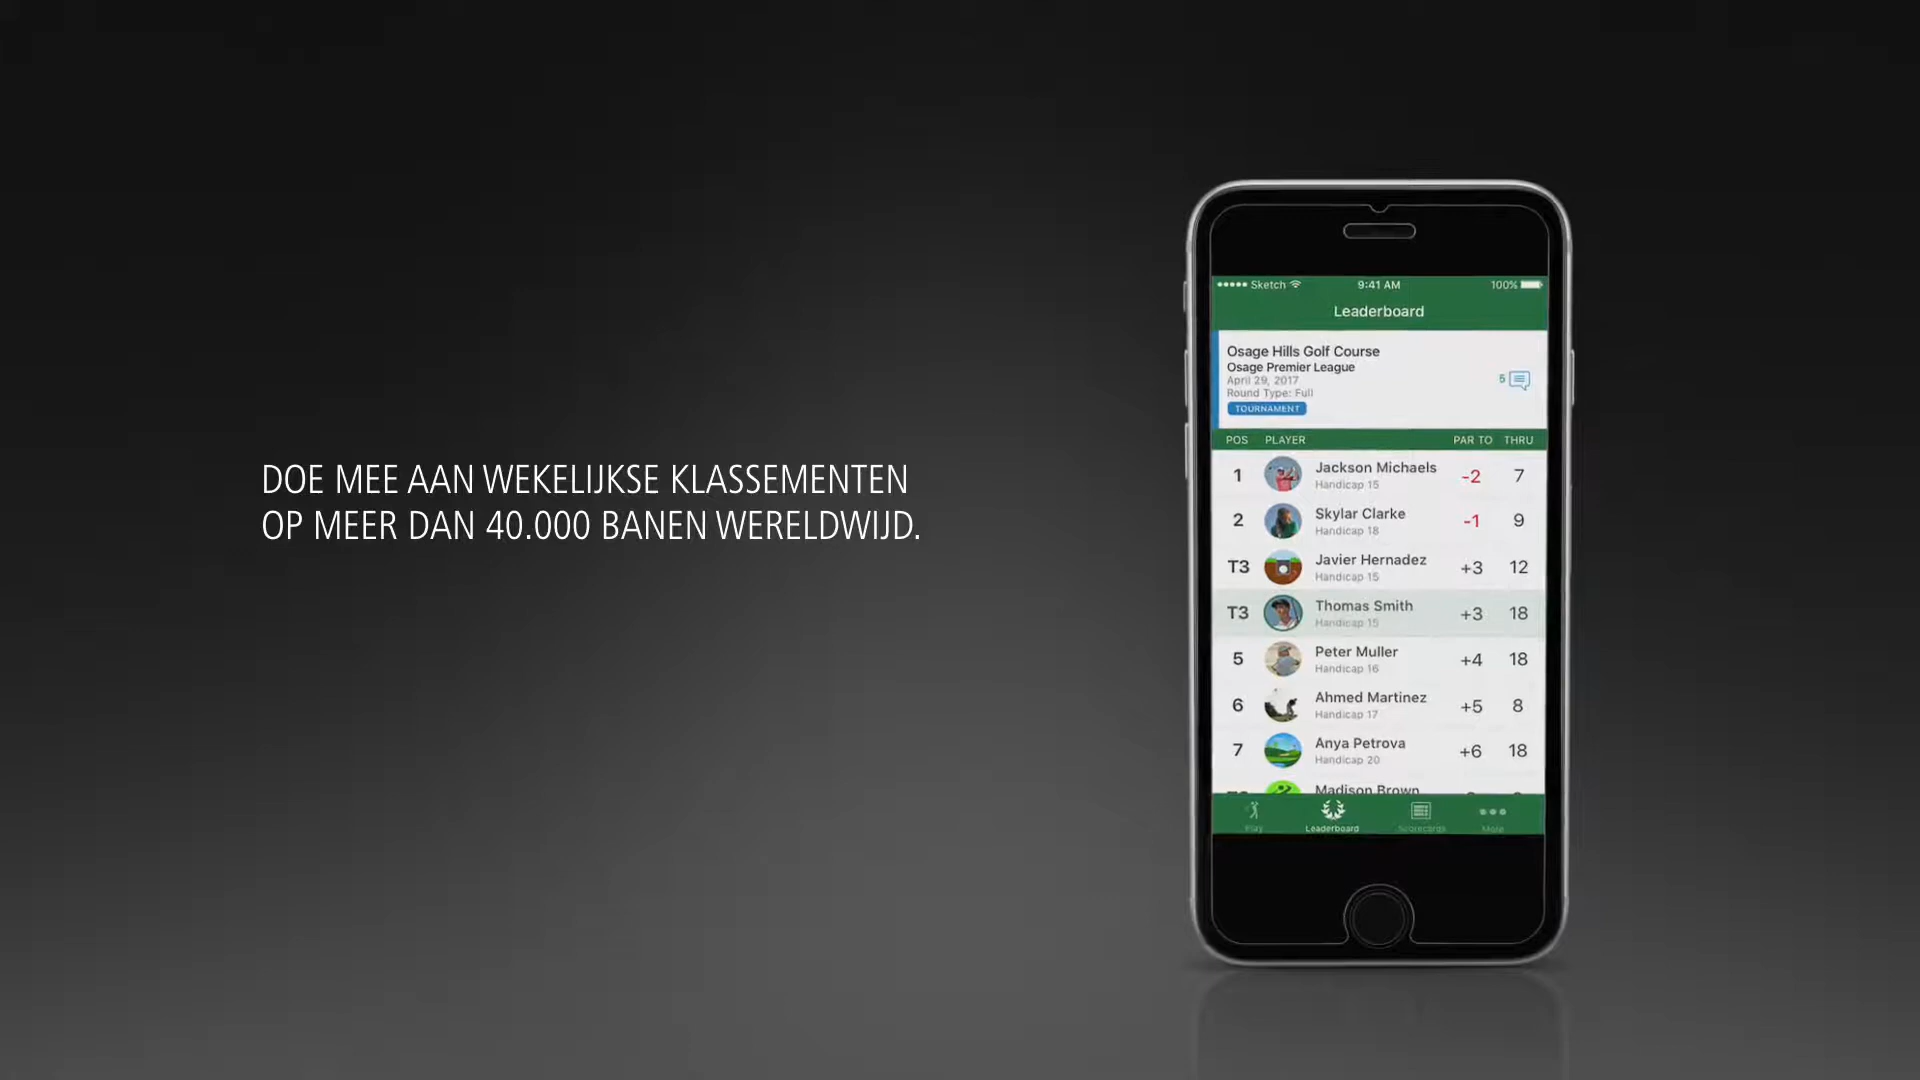 DOE MEE AAN WEKELIJKSE KLASSEMENTEN
OP MEER DAN 40.000 BANEN WERELDWIJD.
Sketch 9:41 AM 100%
Leaderboard
Osage Hills Golf Course
Osage Premier League
April 29, 2017
Round Type: Full
5
TOURNAMENT
POS PLAYER PAR TO THRU
1 Jackson Michaels -2 7
Handicap 15
2 Skylar Clarke -1 9
Handicap 18
T3 Javier Hernadez +3 12
Handicap 15
T3 Thomas Smith +3 18
Handicap 15
5 Peter Muller +4 18
Handicap 16
6 Ahmed Martinez +5 8
Handicap 17
7 Anya Petrova +6 18
Handicap 20
Madison Brown
Play Leaderboard Scorecards More